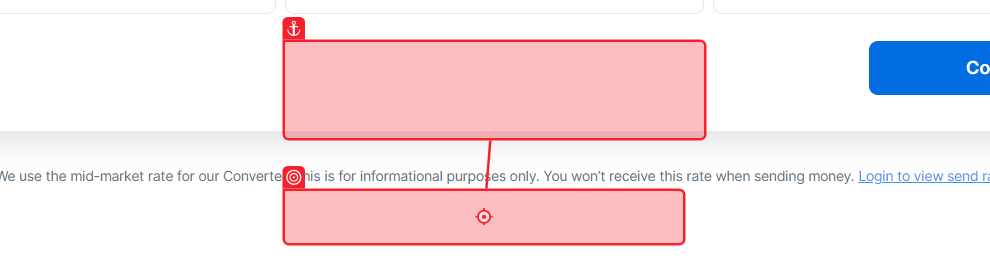 Co
We use the mid-market rate for our Converte his is for informational purposes only. You won’t receive this rate when sending money. Login to view send ra